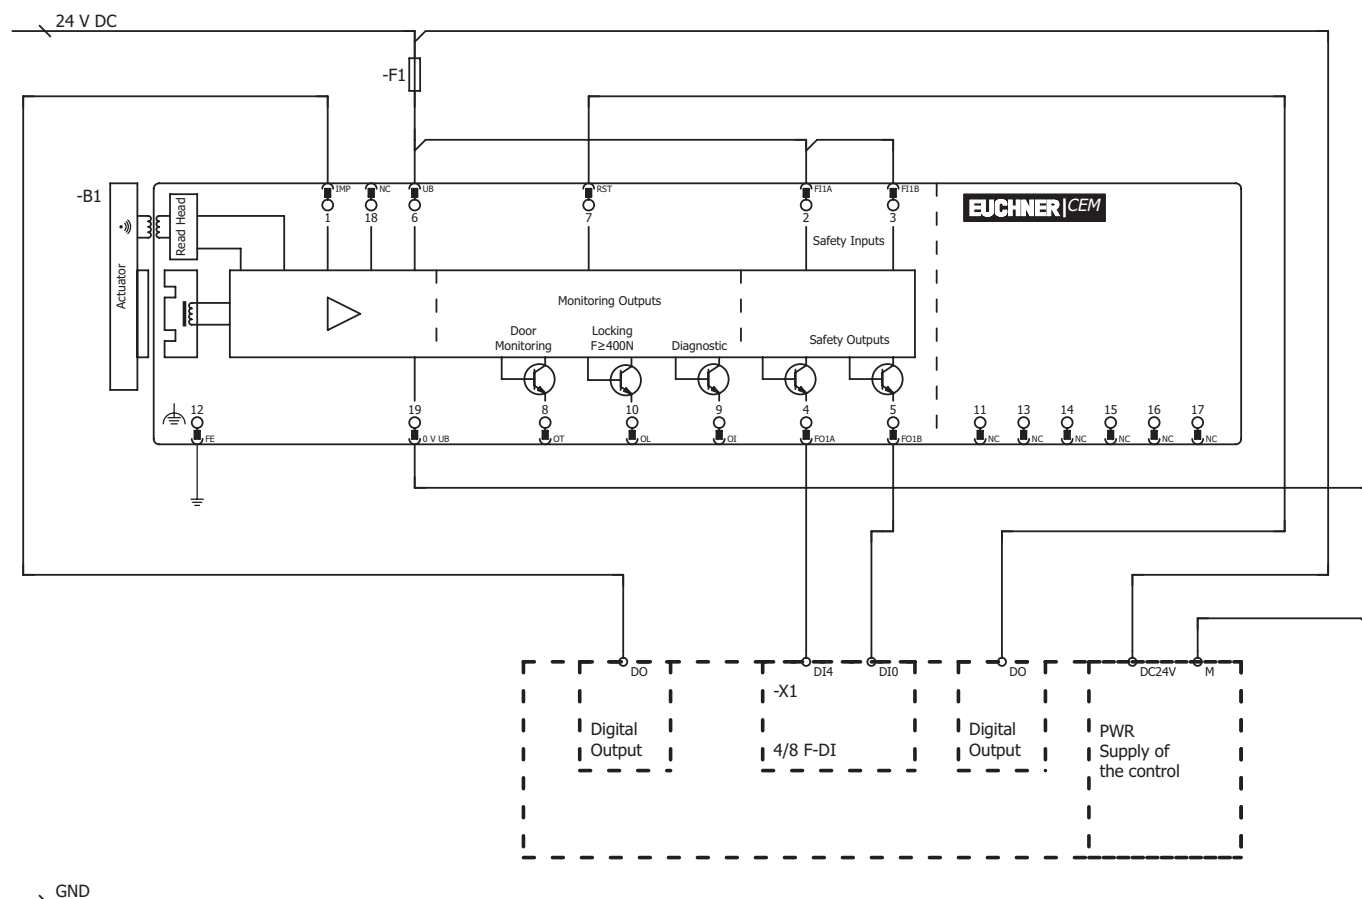 24 V DC
-F1
-B1
IMP
NC
UB
RST
FI1A
FI1B
1
18
6
7
2
3
EUCHNER CEM
Read Head
Actuator
Safety Inputs
Monitoring Outputs
Door
Monitoring
Locking
F≥400N
Diagnostic
Safety Outputs
12
19
8
10
9
4
5
11
13
14
15
16
17
FE
0 V UB
OT
OL
OI
FO1A
FO1B
NC
NC
NC
NC
NC
NC
DO
DI4
DI0
DO
DC24V
M
-X1
Digital
Output
4/8 F-DI
Digital
Output
PWR
Supply of
the control
GND